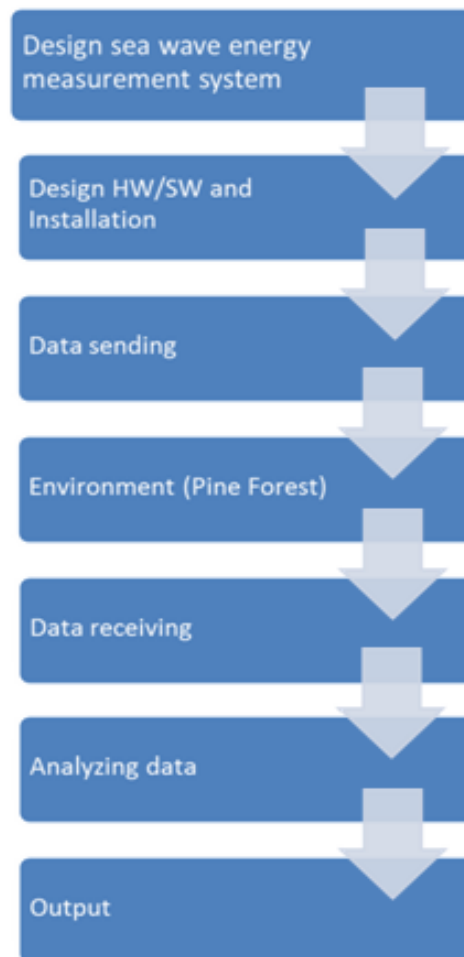 Design sea wave energy
measurement system
Design HW/SW and
Installation
Data sending
Environment (Pine Forest)
Data receiving
Analyzing data
Output